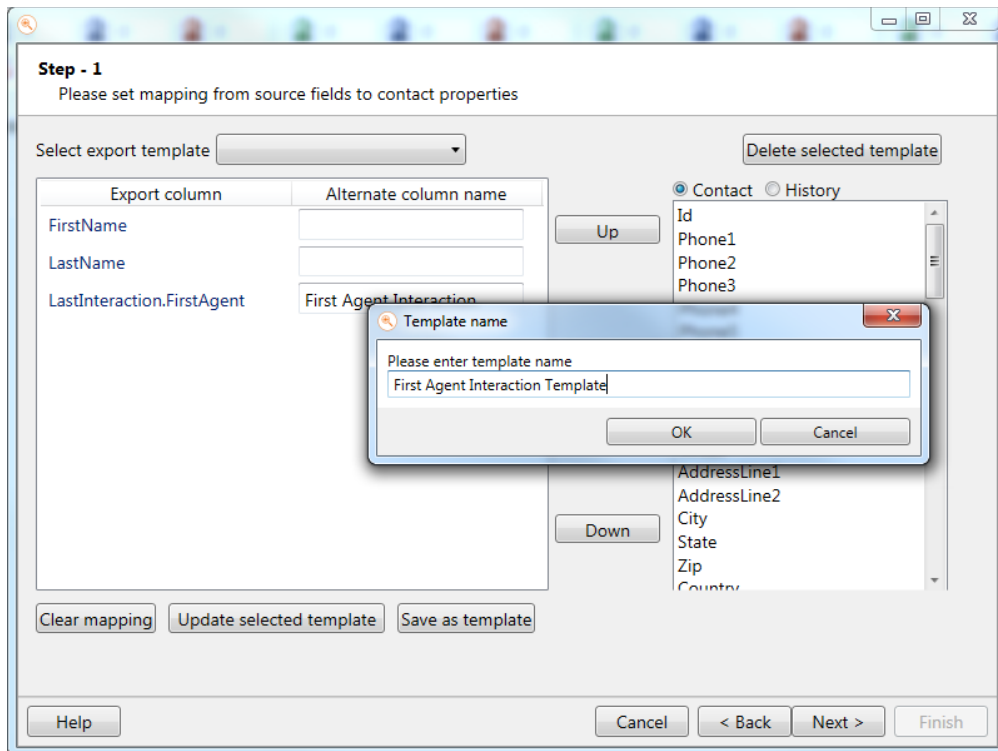 Step - 1
Please set mapping from source fields to contact properties
Select export template
Delete selected template
Export column Alternate column name
Contact History
FirstName
LastName
LastInteraction.FirstAgent First Agent Interaction
Up
Id
Phone1
Phone2
Phone3
Template name
Please enter template name
First Agent Interaction Template
OK Cancel
AddressLine1
AddressLine2
City
State
Zip
Country
Down
Clear mapping Update selected template Save as template
Help Cancel < Back Next > Finish